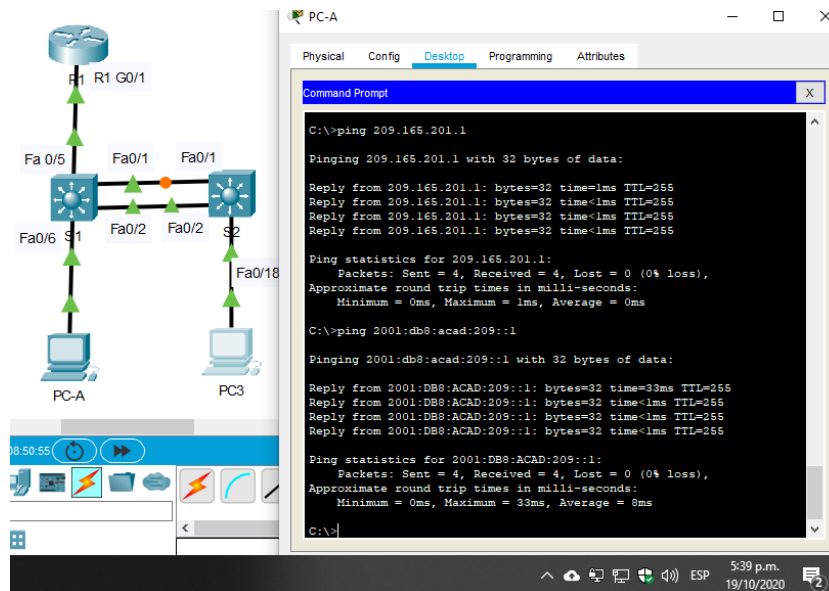 PC-A
Physical Config Desktop Programming Attributes
Command Prompt
X
C:\>ping 209.165.201.1
Pinging 209.165.201.1 with 32 bytes of data:
Reply from 209.165.201.1: bytes=32 time=1ms TTL=255
Reply from 209.165.201.1: bytes=32 time<1ms TTL=255
Reply from 209.165.201.1: bytes=32 time<1ms TTL=255
Reply from 209.165.201.1: bytes=32 time<1ms TTL=255
Ping statistics for 209.165.201.1:
Packets: Sent = 4, Received = 4, Lost = 0 (0% loss),
Approximate round trip times in milli-seconds:
Minimum = 0ms, Maximum = 1ms, Average = 0ms
C:\>ping 2001:db8:acad:209::1
Pinging 2001:db8:acad:209::1 with 32 bytes of data:
Reply from 2001:DB8:ACAD:209::1: bytes=32 time=33ms TTL=255
Reply from 2001:DB8:ACAD:209::1: bytes=32 time<1ms TTL=255
Reply from 2001:DB8:ACAD:209::1: bytes=32 time<1ms TTL=255
Reply from 2001:DB8:ACAD:209::1: bytes=32 time<1ms TTL=255
Ping statistics for 2001:DB8:ACAD:209::1:
Packets: Sent = 4, Received = 4, Lost = 0 (0% loss),
Approximate round trip times in milli-seconds:
Minimum = 0ms, Maximum = 33ms, Average = 8ms
C:\>
R1 R1 G0/1
Fa 0/5 Fa0/1 Fa0/1
Fa0/6 S1 Fa0/2 Fa0/2 S2
Fa0/18
PC-A PC3
08:50:55
ESP
5:39 p.m.
19/10/2020
2